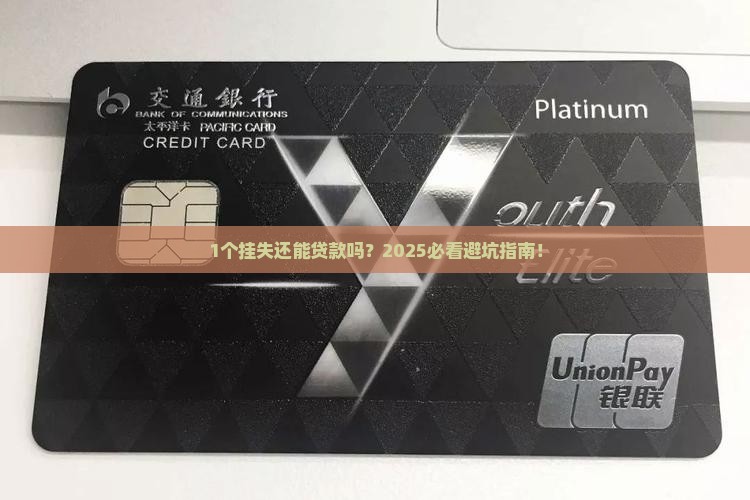 交通銀行
BANK OF COMMUNICATIONS
太平洋卡 PACIFIC CARD
CREDIT CARD
Platinum
outh
1个挂失还能贷款吗？2025必看避坑指南！
Elite
UnionPay
银联